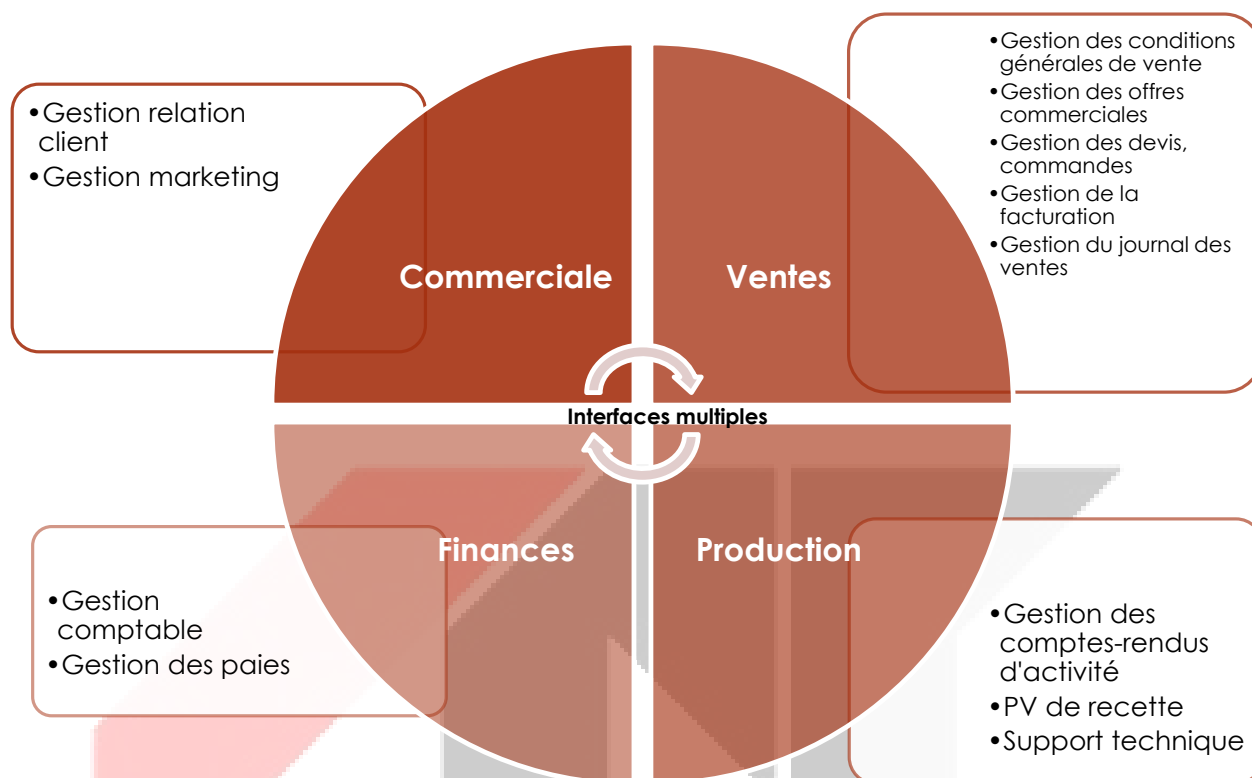 •Gestion relation
client
•Gestion marketing
•Gestion des conditions
générales de vente
•Gestion des offres
commerciales
•Gestion des devis,
commandes
•Gestion de la
facturation
•Gestion du journal des
ventes
Commerciale
Ventes
Interfaces multiples
Finances
Production
•Gestion
comptable
•Gestion des paies
•Gestion des
comptes-rendus
d'activité
•PV de recette
•Support technique